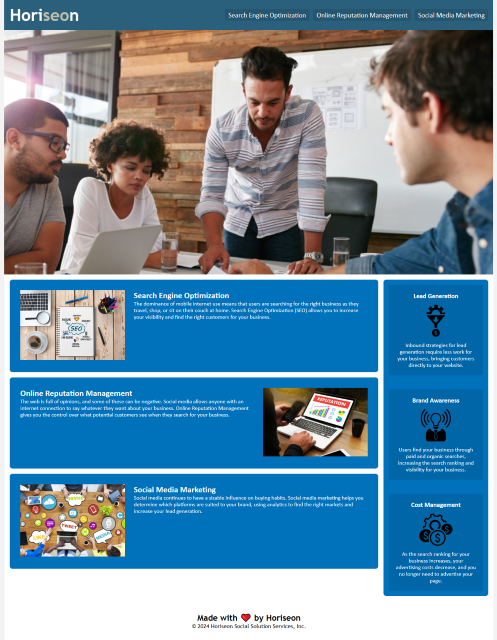 Horiseon
Search Engine Optimization
Online Reputation Management
Social Media Marketing
Search Engine Optimization
The dominance of mobile internet use means that users are searching for the right business as they
travel, shop, or sit on their couch at home. Search Engine Optimization (SEO) allows you to increase
your visibility and find the right customers for your business.
SEO
Online Reputation Management
The web is full of opinions, and some of these can be negative. Social media allows anyone with an
internet connection to say whatever they want about your business. Online Reputation Management
gives you the control over what potential customers see when they search for your business.
REPUTATION
Social Media Marketing
Social media continues to have a sizable influence on buying habits. Social media marketing helps you
determine which platforms are suited to your brand, using analytics to find the right markets and
increase your lead generation.
TWEET
LIKE
MEDIA
Lead Generation
Inbound strategies for lead
generation require less work for
your business, bringing customers
directly to your website.
Brand Awareness
Users find your business through
paid and organic searches,
increasing the search ranking and
visibility for your business.
Cost Management
As the search ranking for your
business increases, your
advertising costs decrease, and you
no longer need to advertise your
page.
Made with ❤️ by Horiseon
© 2024 Horiseon Social Solution Services, Inc.